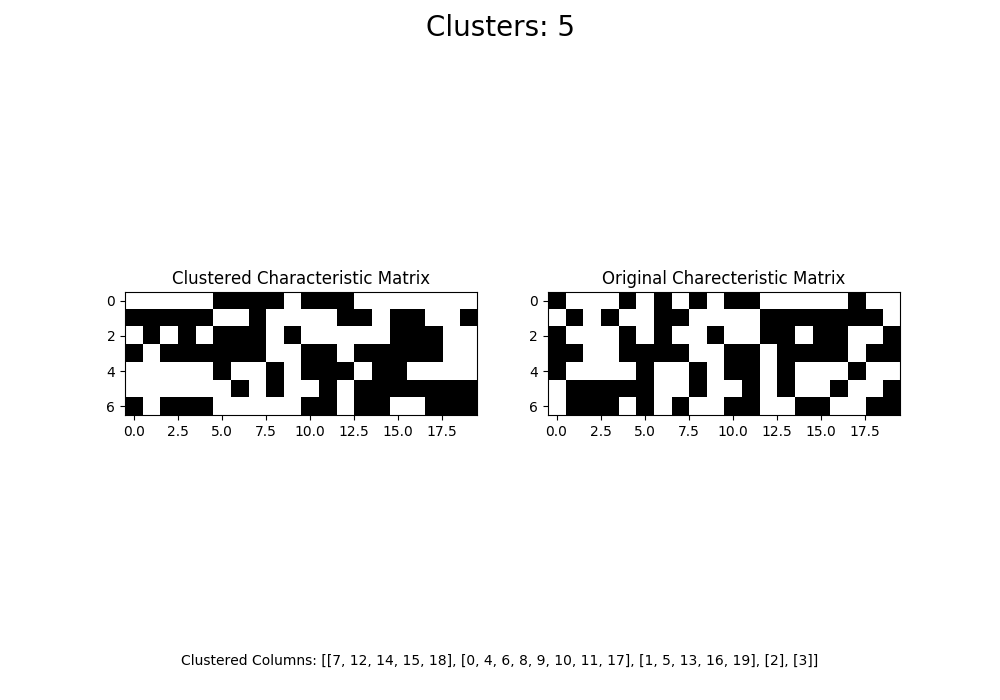 Clusters: 5
Clustered Characteristic Matrix
Original Charecteristic Matrix
0
2
4
6
0.0 2.5 5.0 7.5 10.0 12.5 15.0 17.5
0
2
4
6
0.0 2.5 5.0 7.5 10.0 12.5 15.0 17.5
Clustered Columns: [[7, 12, 14, 15, 18], [0, 4, 6, 8, 9, 10, 11, 17], [1, 5, 13, 16, 19], [2], [3]]